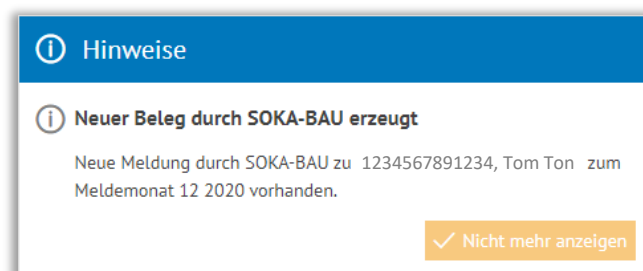 Hinweise
Neuer Beleg durch SOKA-BAU erzeugt
Neue Meldung durch SOKA-BAU zu 1234567891234, Tom Ton zum
Meldemonat 12 2020 vorhanden.
Nicht mehr anzeigen